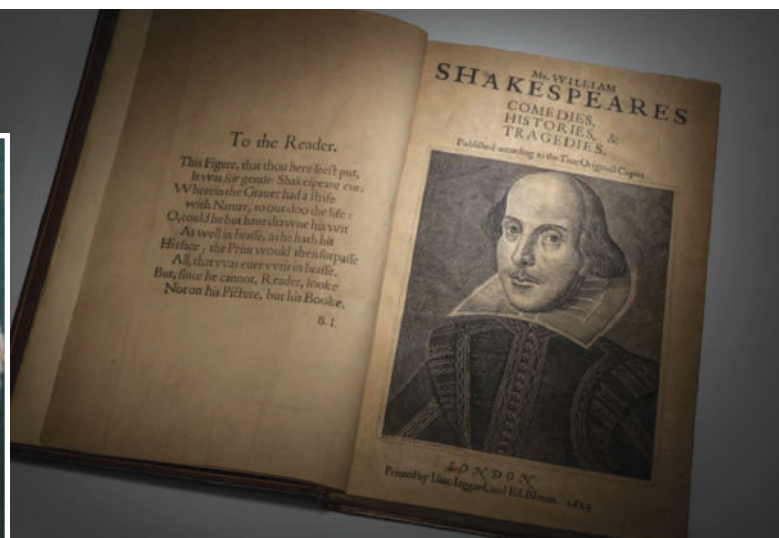 To the Reader.
This Figure, that thou here seeſt put,
It vvas for gentle Shakeſpeare cut;
Wherein the Grauer had a ſtrife
with Nature, to out-doo the life :
O, could he but haue dravvne his vvit
As well in braſſe, as he hath hit
His face ; the Print would then ſurpaſſe
All, that vvas euer vvrit in braſſe.
But, ſince he cannot, Reader, looke
Not on his Picture, but his Booke.
B. I.
Mr. WILLIAM
SHAKESPEARES
COMEDIES,
HISTORIES, &
TRAGEDIES.
Publiſhed according to the True Originall Copies.
LONDON
Printed by Iſaac Iaggard, and Ed. Blount. 1623